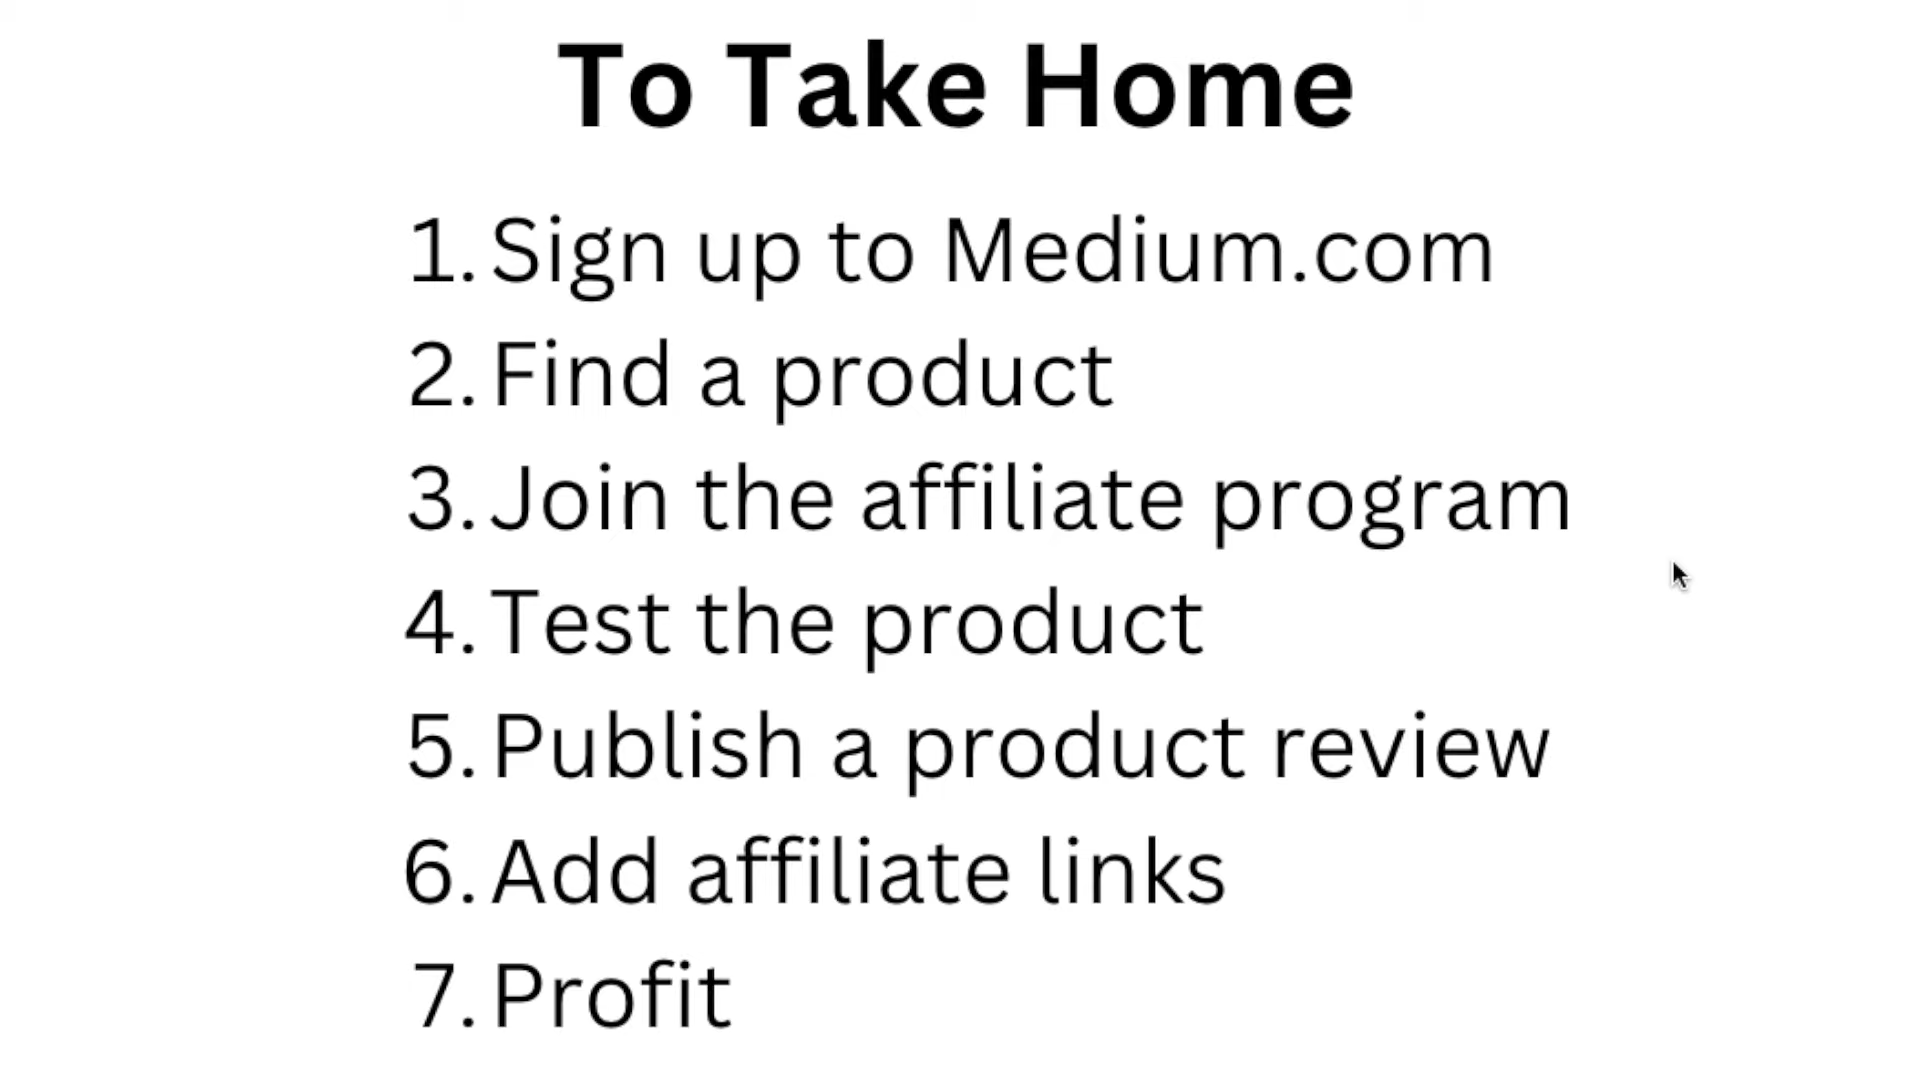 To Take Home
1. Sign up to Medium.com
2. Find a product
3. Join the affiliate program
4. Test the product
5. Publish a product review
6. Add affiliate links
7. Profit